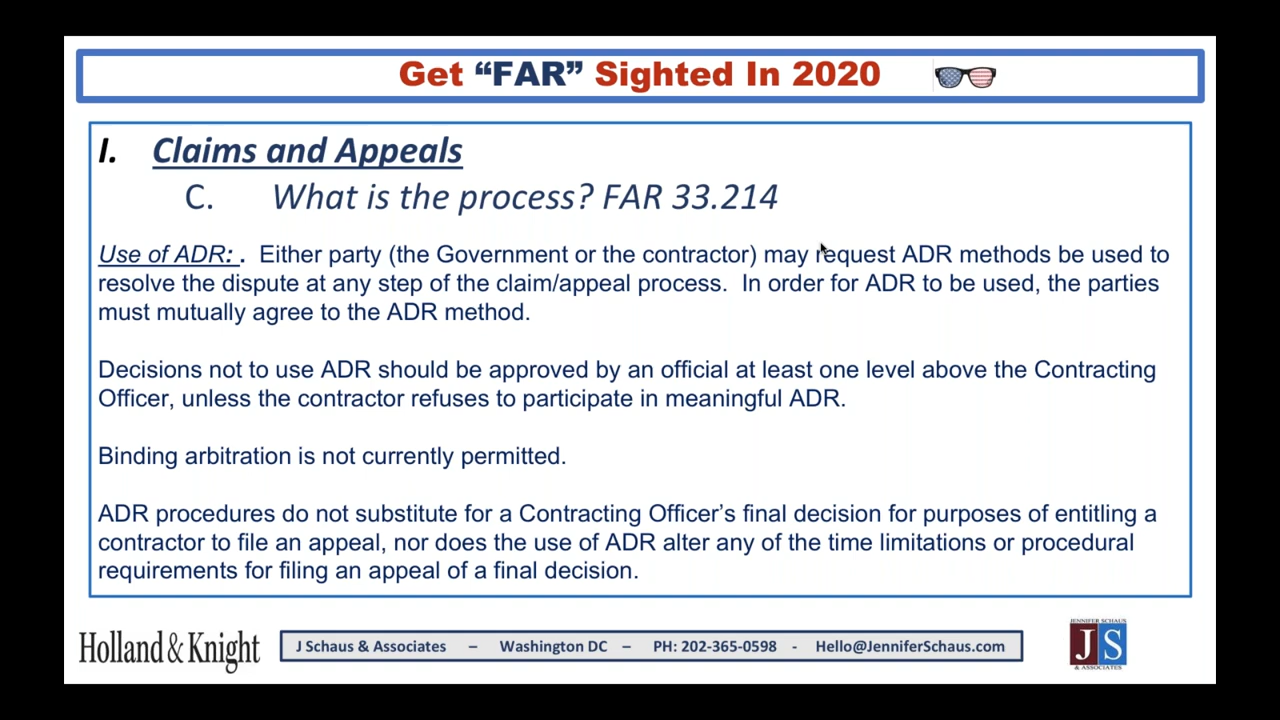 Get “FAR” Sighted In 2020
I. Claims and Appeals
C. What is the process? FAR 33.214
Use of ADR: . Either party (the Government or the contractor) may request ADR methods be used to
resolve the dispute at any step of the claim/appeal process. In order for ADR to be used, the parties
must mutually agree to the ADR method.
Decisions not to use ADR should be approved by an official at least one level above the Contracting
Officer, unless the contractor refuses to participate in meaningful ADR.
Binding arbitration is not currently permitted.
ADR procedures do not substitute for a Contracting Officer’s final decision for purposes of entitling a
contractor to file an appeal, nor does the use of ADR alter any of the time limitations or procedural
requirements for filing an appeal of a final decision.
Holland & Knight
J Schaus & Associates – Washington DC – PH: 202-365-0598 - Hello@JenniferSchaus.com
JENNIFER SCHAUS
JS
& ASSOCIATES